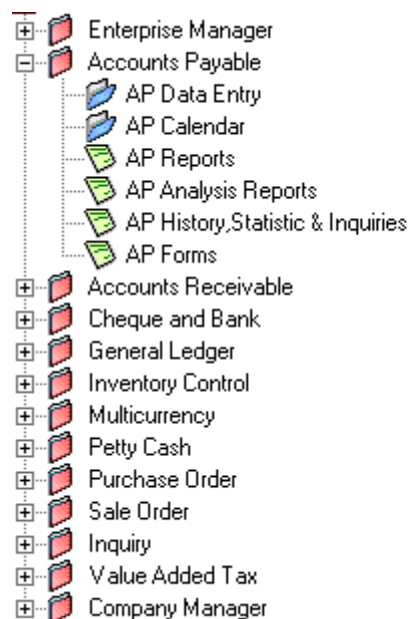 Enterprise Manager
Accounts Payable
AP Data Entry
AP Calendar
AP Reports
AP Analysis Reports
AP History,Statistic & Inquiries
AP Forms
Accounts Receivable
Cheque and Bank
General Ledger
Inventory Control
Multicurrency
Petty Cash
Purchase Order
Sale Order
Inquiry
Value Added Tax
Company Manager